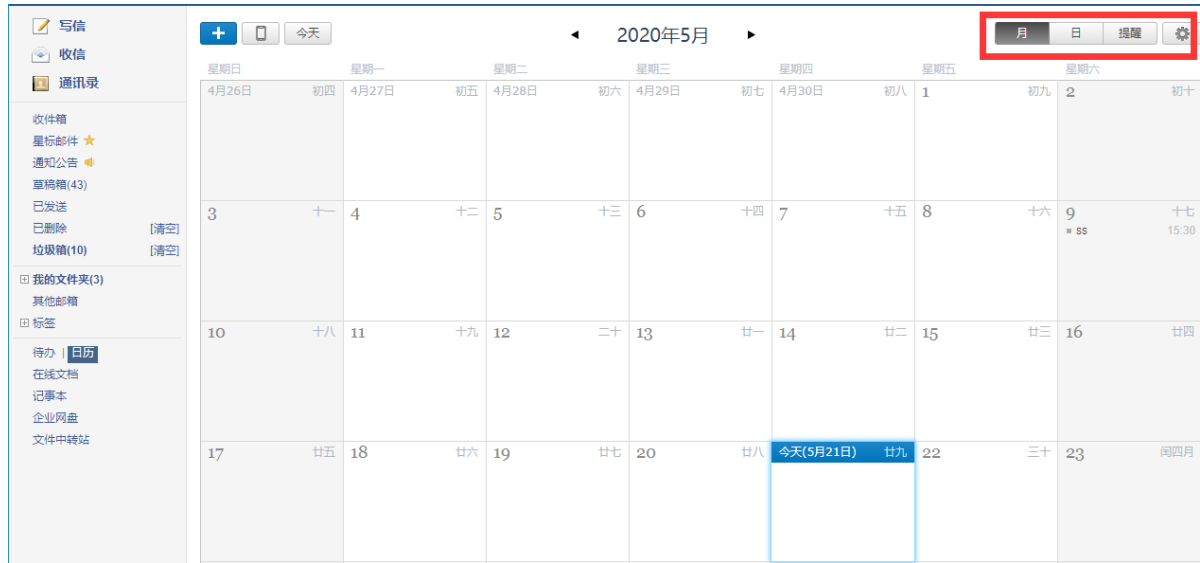 写信
收信
通讯录
收件箱
星标邮件
通知公告
草稿箱(43)
已发送
已删除 [清空]
垃圾箱(10) [清空]
我的文件夹(3)
其他邮箱
标签
待办 | 日历
在线文档
记事本
企业网盘
文件中转站
+ 今天 ◄ 2020年5月 ► 月 日 提醒
星期日 星期一 星期二 星期三 星期四 星期五 星期六
4月26日 初四 4月27日 初五 4月28日 初六 4月29日 初七 4月30日 初八 1 初九 2 初十
3 十一 4 十二 5 十三 6 十四 7 十五 8 十六 9 十七
ss 15:30
10 十八 11 十九 12 二十 13 廿一 14 廿二 15 廿三 16 廿四
17 廿五 18 廿六 19 廿七 20 廿八 今天(5月21日) 廿九 22 三十 23 闰四月